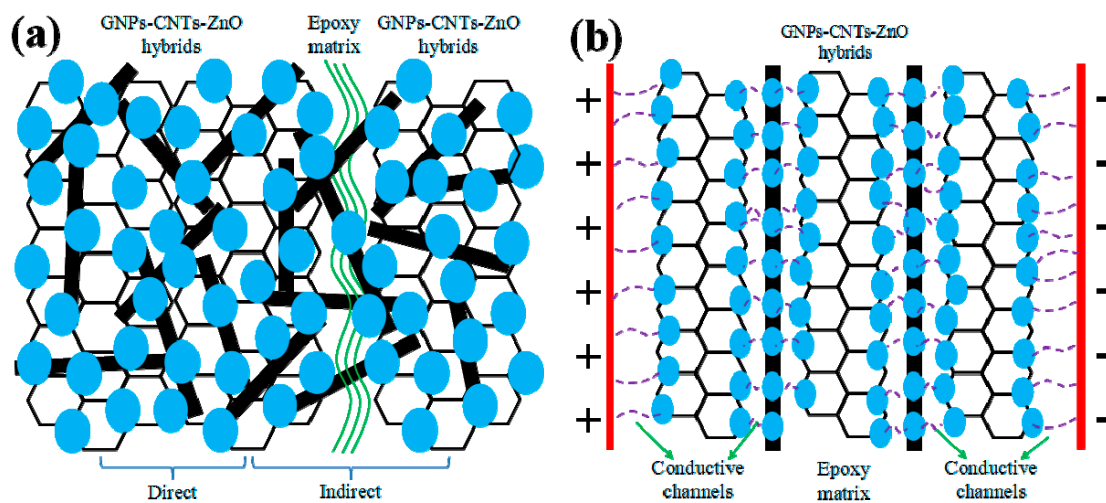 (a)
GNPs-CNTs-ZnO
hybrids
Epoxy
matrix
GNPs-CNTs-ZnO
hybrids
Direct
Indirect
(b)
GNPs-CNTs-ZnO
hybrids
+
+
+
+
+
+
-
-
-
-
-
-
Conductive
channels
Epoxy
matrix
Conductive
channels